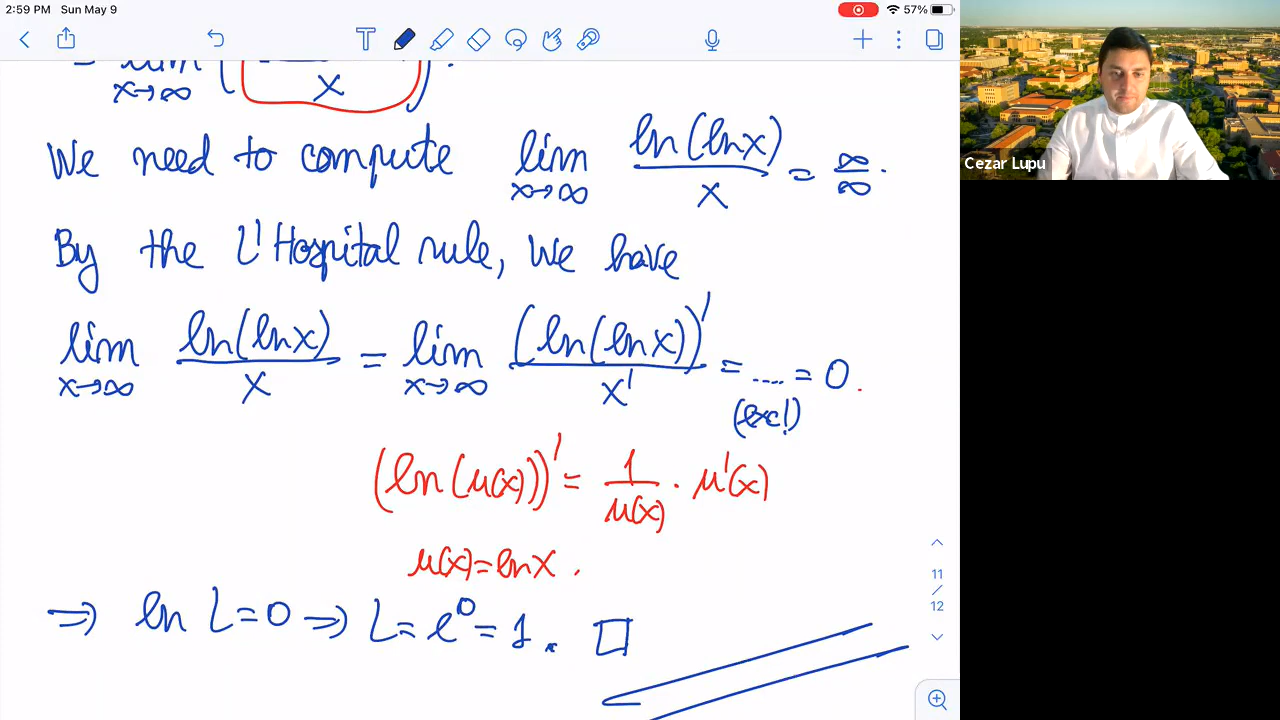 2:59 PM Sun May 9
57%
= lim x→∞ ( x ) .
We need to compute lim x→∞ ln(lnx)/x = ∞/∞ .
By the L'Hospital rule, we have
lim x→∞ ln(lnx)/x = lim x→∞ (ln(lnx))'/x' = .... = 0 .
(exc!)
(ln(u(x)))' = 1/u(x) · u'(x)
u(x)=lnx .
⇒ ln L=0 ⇒ L= e^0 = 1 . □
T
11
/
12
Cezar Lupu